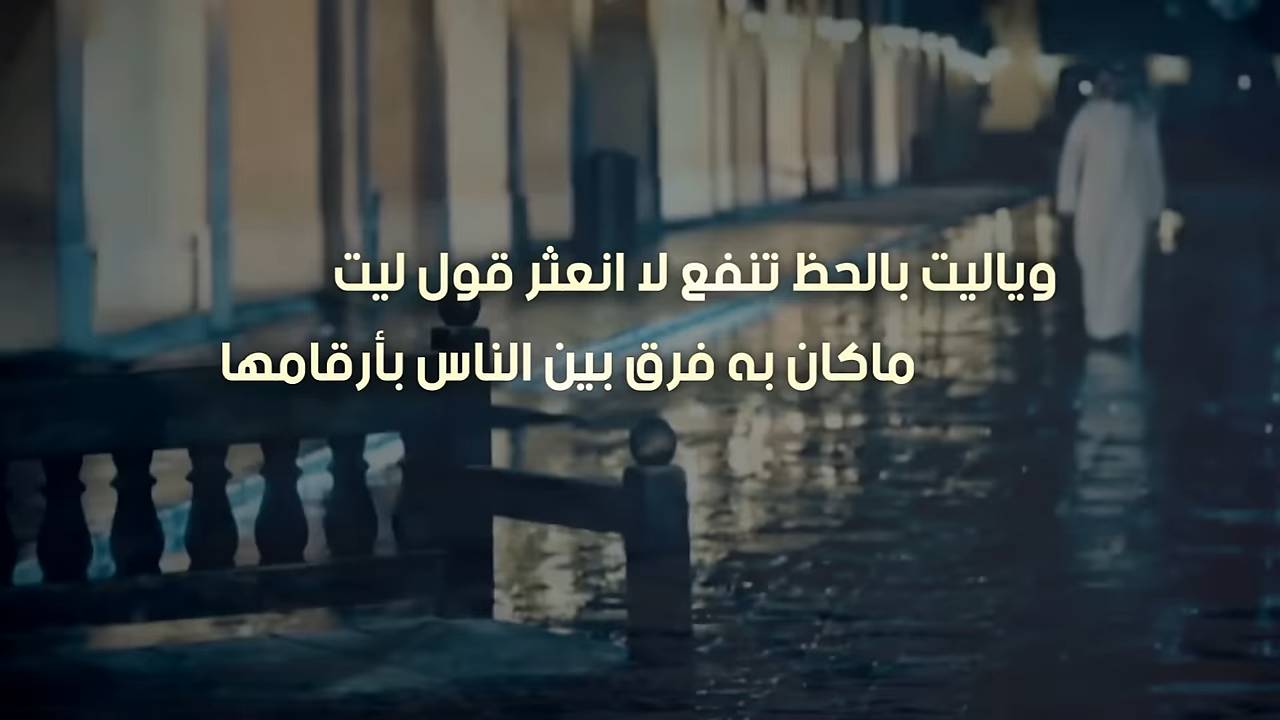 وياليت بالحظ تنفع لا انعثر قول ليت
ماكان به فرق بين الناس بأرقامها